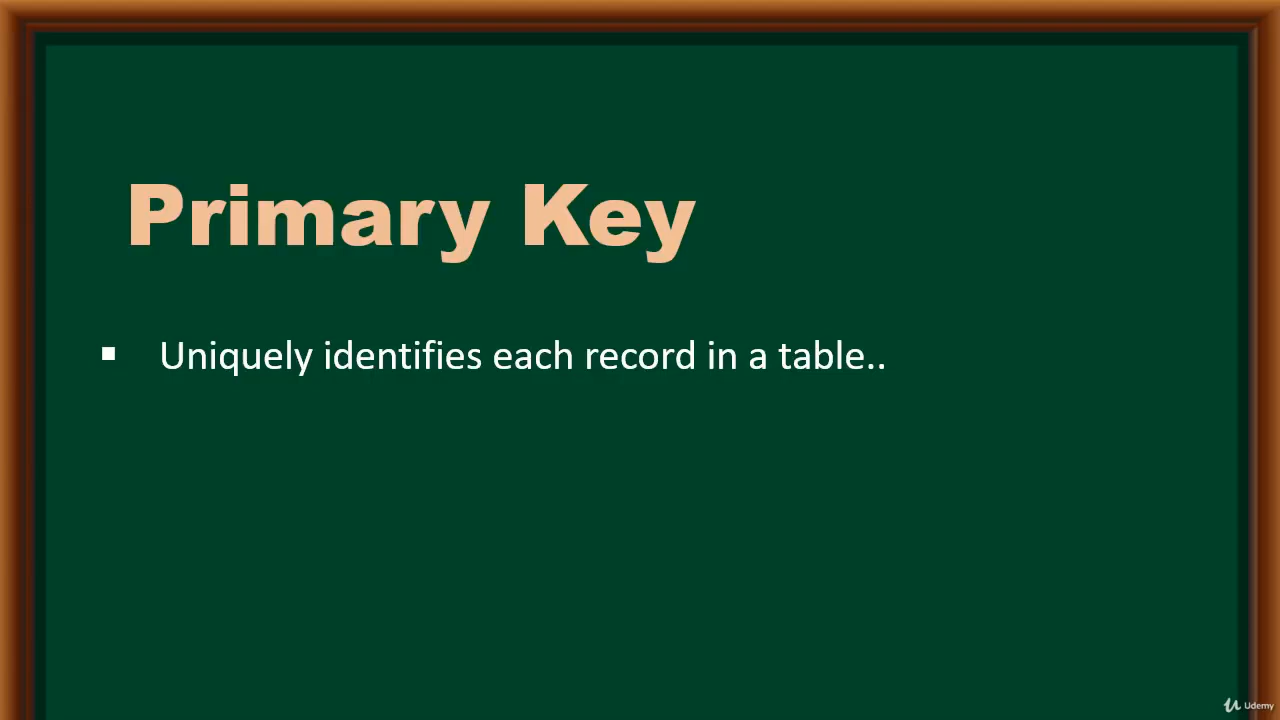 Primary Key
▪ Uniquely identifies each record in a table..
Udemy